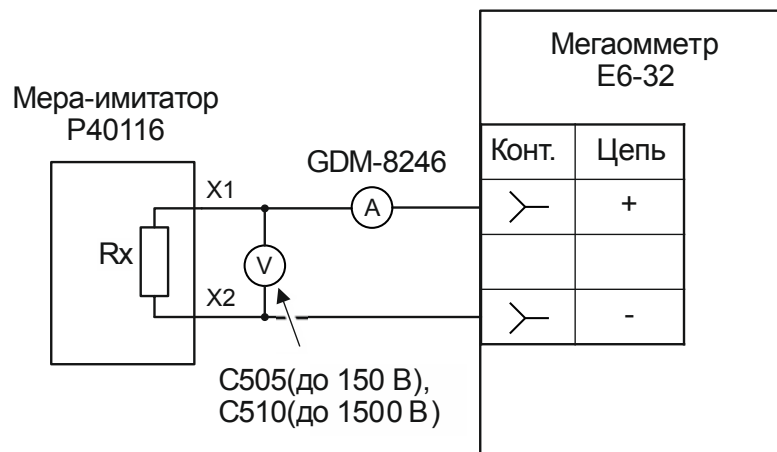 Мегаомметр
Е6-32
Мера-имитатор
Р40116
GDM-8246
Конт.
Цепь
X1
A
+
Rx
V
X2
-
С505(до 150 В),
С510(до 1500 В)